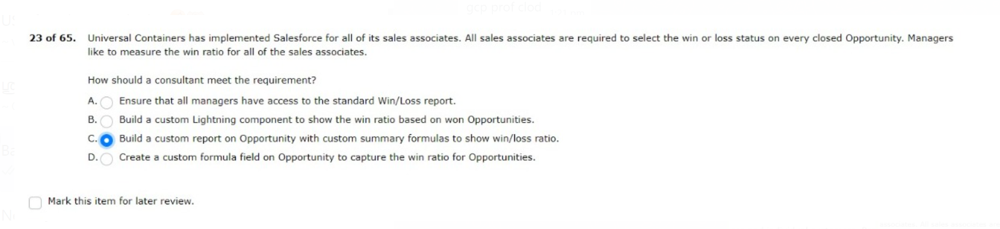 gcp prof clod
23 of 65. Universal Containers has implemented Salesforce for all of its sales associates. All sales associates are required to select the win or loss status on every closed Opportunity. Managers
like to measure the win ratio for all of the sales associates.
How should a consultant meet the requirement?
A. Ensure that all managers have access to the standard Win/Loss report.
B. Build a custom Lightning component to show the win ratio based on won Opportunities.
C. Build a custom report on Opportunity with custom summary formulas to show win/loss ratio.
D. Create a custom formula field on Opportunity to capture the win ratio for Opportunities.
Mark this item for later review.